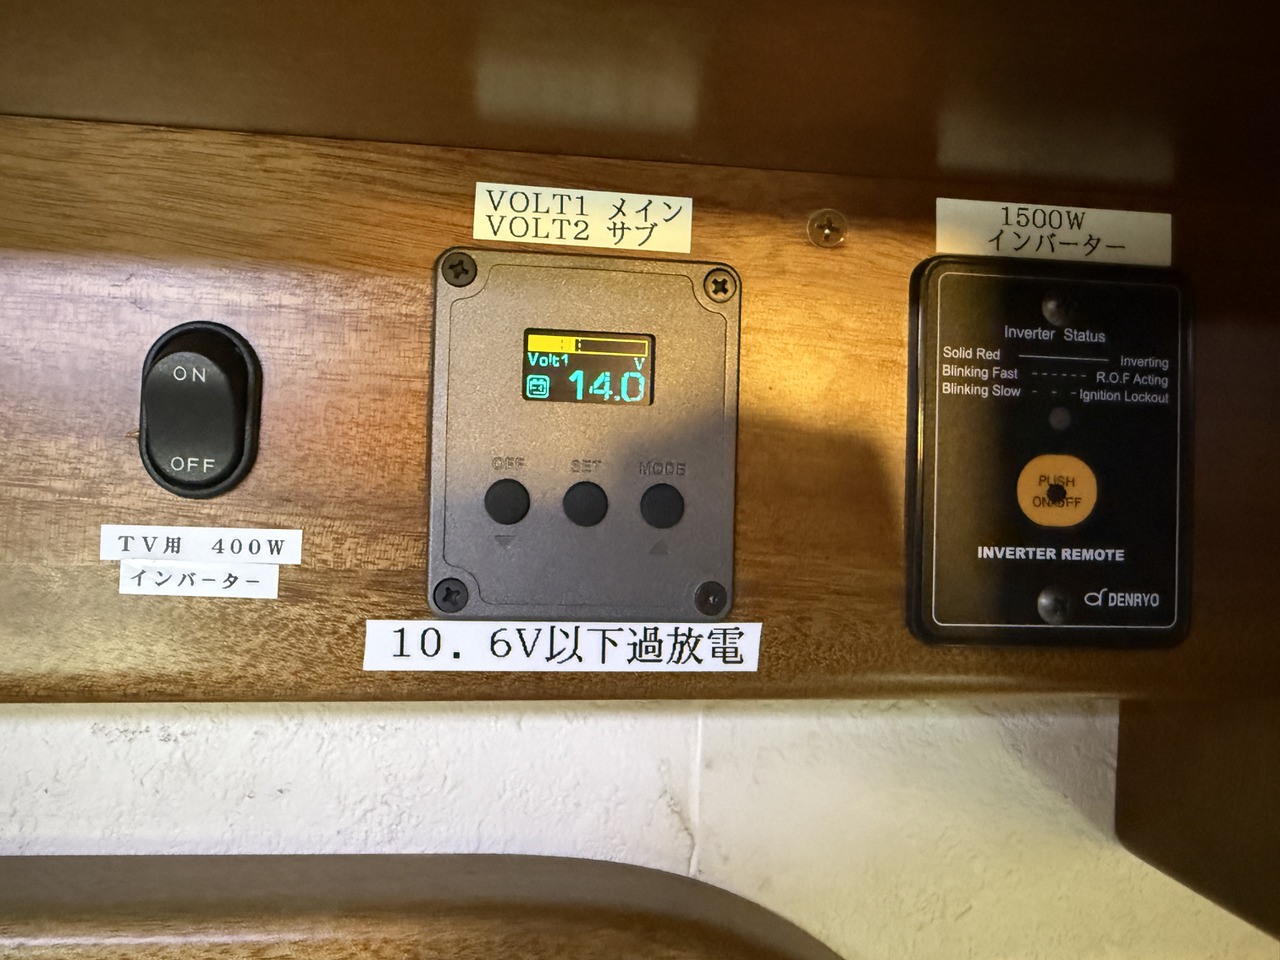 ON
OFF
TV用 400W
インバーター
VOLT1 メイン
VOLT2 サブ
Volt1 V
14.0
OFF SET MODE
10.6V以下過放電
1500W
インバーター
Inverter Status
Solid Red Inverting
Blinking Fast R.O.F Acting
Blinking Slow Ignition Lockout
PUSH
ON/OFF
INVERTER REMOTE
DENRYO